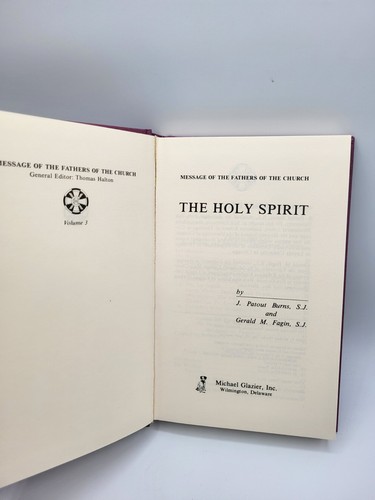 MESSAGE OF THE FATHERS OF THE CHURCH
General Editor: Thomas Halton
Volume 3
MESSAGE OF THE FATHERS OF THE CHURCH
THE HOLY SPIRIT
by
J. Patout Burns, S.J.
and
Gerald M. Fagin, S.J.
Michael Glazier, Inc.
Wilmington, Delaware